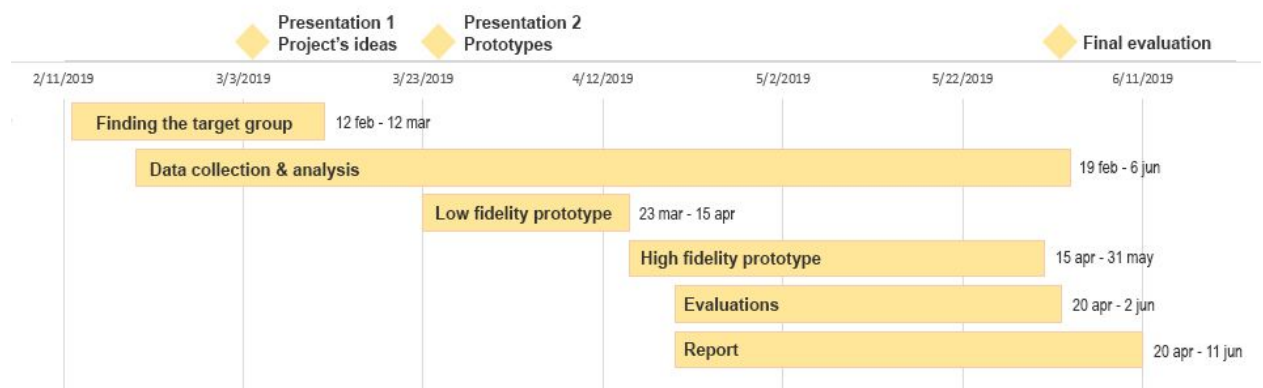 Presentation 1
Project's ideas
Presentation 2
Prototypes
Final evaluation
2/11/2019
3/3/2019
3/23/2019
4/12/2019
5/2/2019
5/22/2019
6/11/2019
Finding the target group
12 feb - 12 mar
Data collection & analysis
19 feb - 6 jun
Low fidelity prototype
23 mar - 15 apr
High fidelity prototype
15 apr - 31 may
Evaluations
20 apr - 2 jun
Report
20 apr - 11 jun